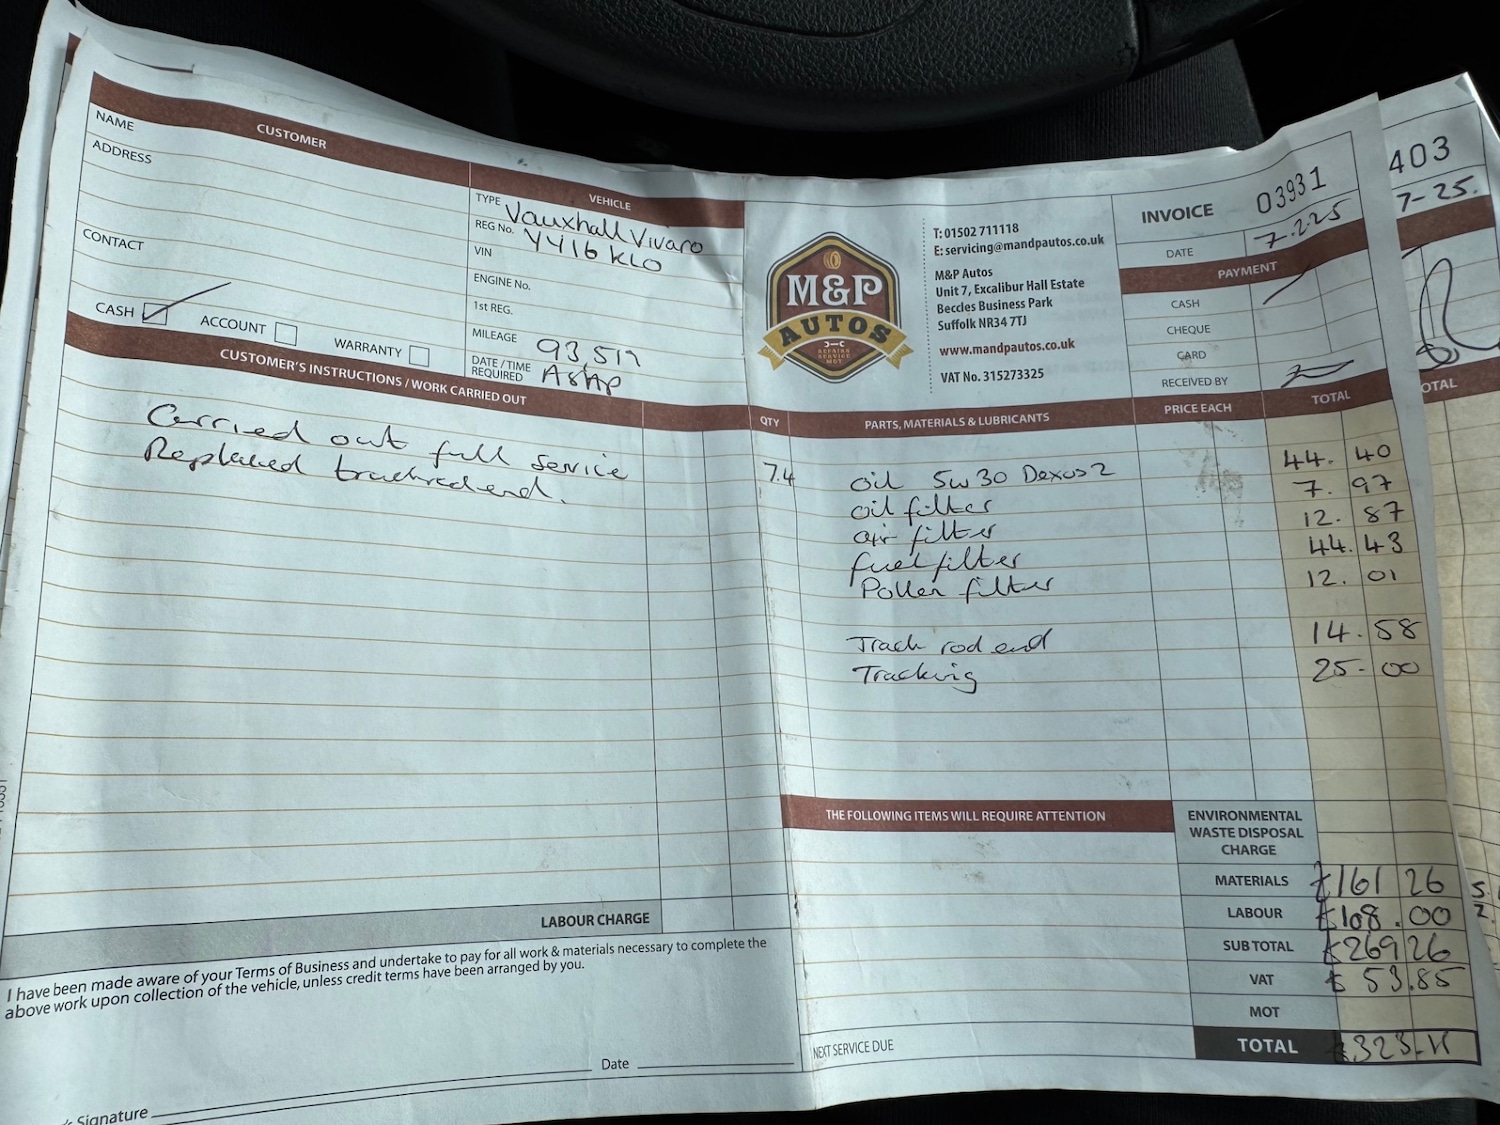 CUSTOMER
NAME
ADDRESS
CONTACT
CASH ACCOUNT WARRANTY
VEHICLE
TYPE Vauxhall Vivaro
REG No. YY16 KLO
VIN
ENGINE No.
1st REG.
MILEAGE 93517
DATE / TIME REQUIRED ASAP
M&P
AUTOS
REPAIRS
SERVICE
MOT
T: 01502 711118
E: servicing@mandpautos.co.uk
M&P Autos
Unit 7, Excalibur Hall Estate
Beccles Business Park
Suffolk NR34 7TJ
www.mandpautos.co.uk
VAT No. 315273325
INVOICE 03931
DATE 7.2.25
PAYMENT
CASH
CHEQUE
CARD
RECEIVED BY
403
7-25.
OTAL
CUSTOMER'S INSTRUCTIONS / WORK CARRIED OUT
Carried out full service
Replaced trackrod end.
LABOUR CHARGE
QTY PARTS, MATERIALS & LUBRICANTS PRICE EACH TOTAL
7.4 oil 5w30 Dexos2 44.40
oil filter 7.97
air filter 12.87
fuel filter 44.43
Pollen filter 12.01
Track rod end 14.58
Tracking 25-00
THE FOLLOWING ITEMS WILL REQUIRE ATTENTION
ENVIRONMENTAL
WASTE DISPOSAL
CHARGE
MATERIALS £161 26
LABOUR £108.00
SUB TOTAL £269 26
VAT £53.85
MOT
TOTAL £323.11
NEXT SERVICE DUE
I have been made aware of your Terms of Business and undertake to pay for all work & materials necessary to complete the
above work upon collection of the vehicle, unless credit terms have been arranged by you.
Signature Date